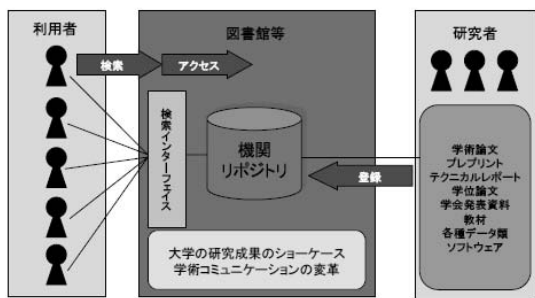 利用者
検索
アクセス
図書館等
検索インターフェイス
機関
リポジトリ
登録
大学の研究成果のショーケース
学術コミュニケーションの変革
研究者
学術論文
プレプリント
テクニカルレポート
学位論文
学会発表資料
教材
各種データ類
ソフトウェア